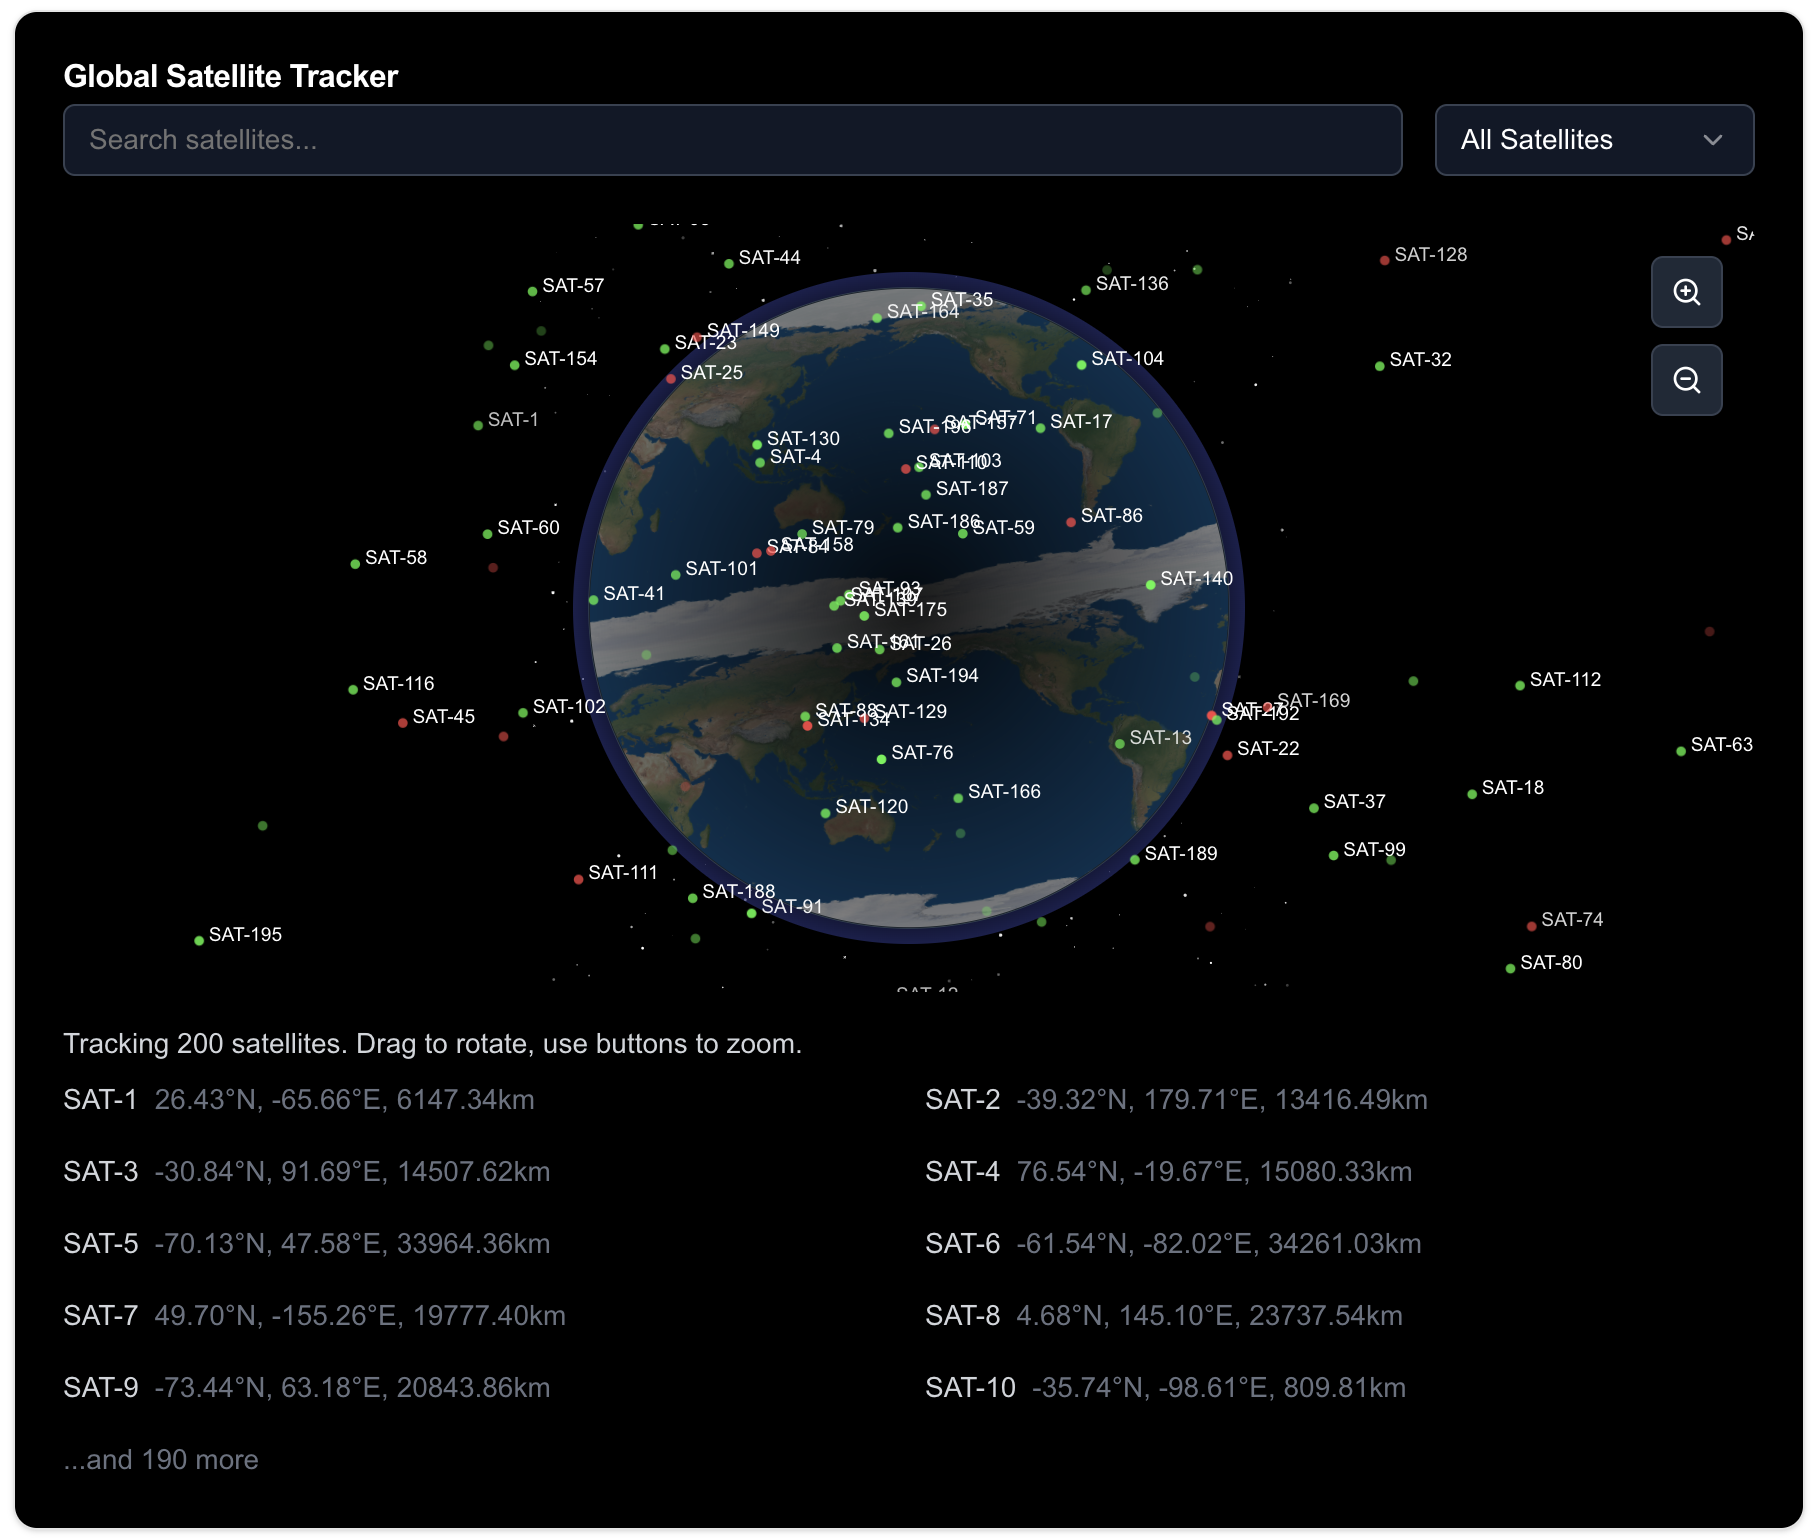 Global Satellite Tracker
Search satellites...
All Satellites
SAT-44
SAT-128
SAT-57
SAT-136
SAT-35
SAT-164
SAT-149
SAT-23
SAT-154
SAT-104
SAT-32
SAT-25
SAT-1
SAT-71
SAT-17
SAT-130
SAT-4
SAT-103
SAT-187
SAT-86
SAT-186
SAT-59
SAT-60
SAT-79
SAT-158
SAT-58
SAT-101
SAT-140
SAT-41
SAT-93
SAT-175
SAT-26
SAT-194
SAT-116
SAT-112
SAT-169
SAT-102
SAT-88
SAT-129
SAT-45
SAT-134
SAT-192
SAT-13
SAT-22
SAT-63
SAT-76
SAT-166
SAT-18
SAT-37
SAT-120
SAT-189
SAT-99
SAT-111
SAT-188
SAT-91
SAT-74
SAT-195
SAT-80
Tracking 200 satellites. Drag to rotate, use buttons to zoom.
SAT-1 26.43°N, -65.66°E, 6147.34km
SAT-2 -39.32°N, 179.71°E, 13416.49km
SAT-3 -30.84°N, 91.69°E, 14507.62km
SAT-4 76.54°N, -19.67°E, 15080.33km
SAT-5 -70.13°N, 47.58°E, 33964.36km
SAT-6 -61.54°N, -82.02°E, 34261.03km
SAT-7 49.70°N, -155.26°E, 19777.40km
SAT-8 4.68°N, 145.10°E, 23737.54km
SAT-9 -73.44°N, 63.18°E, 20843.86km
SAT-10 -35.74°N, -98.61°E, 809.81km
...and 190 more